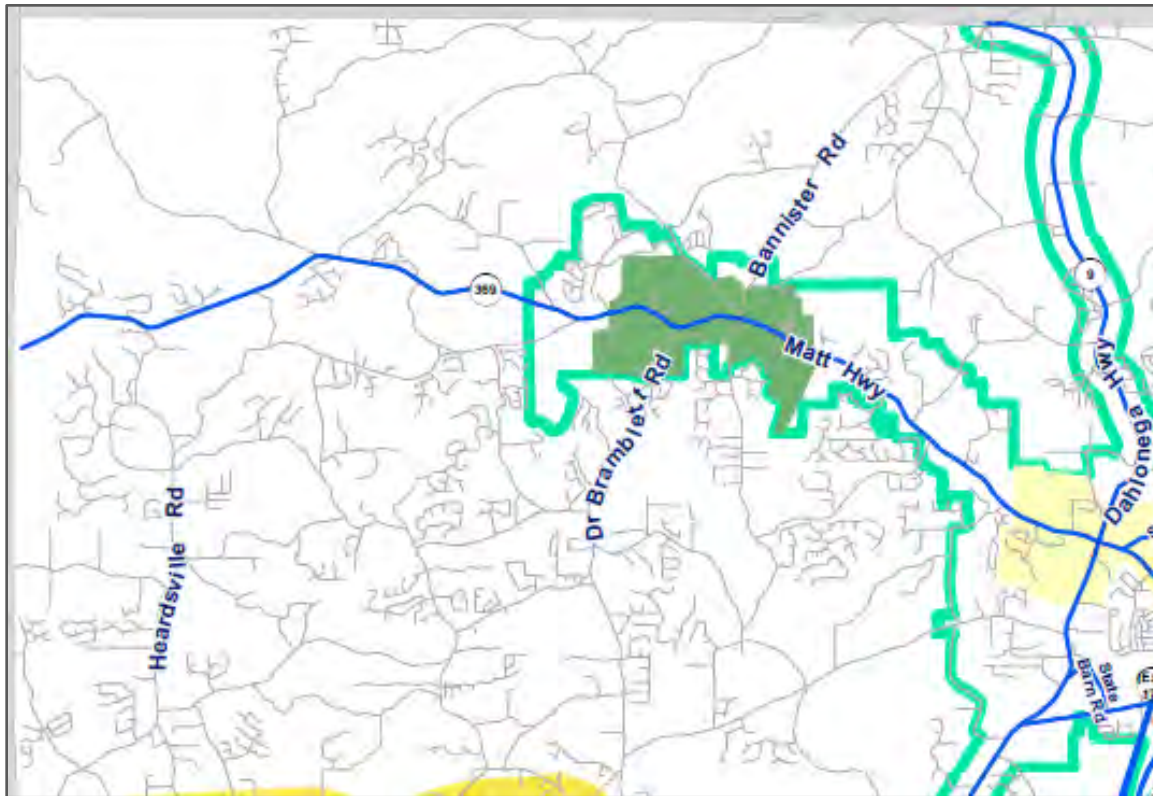 Bannister Rd
9
369
Matt Hwy
Dahlonega Hwy
Dr Bramblett Rd
Heardsville Rd
State
Barn Rd